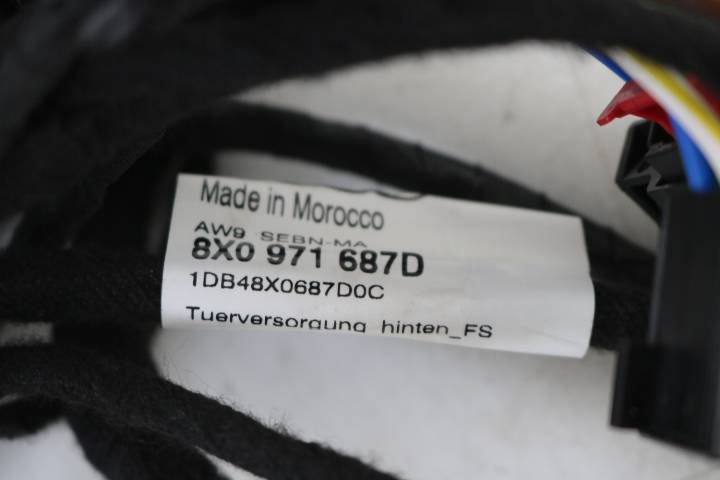 Made in Morocco
AW9 SEBN-MA
8X0 971 687D
1DB48X0687D0C
Tuerversorgung hinten_FS